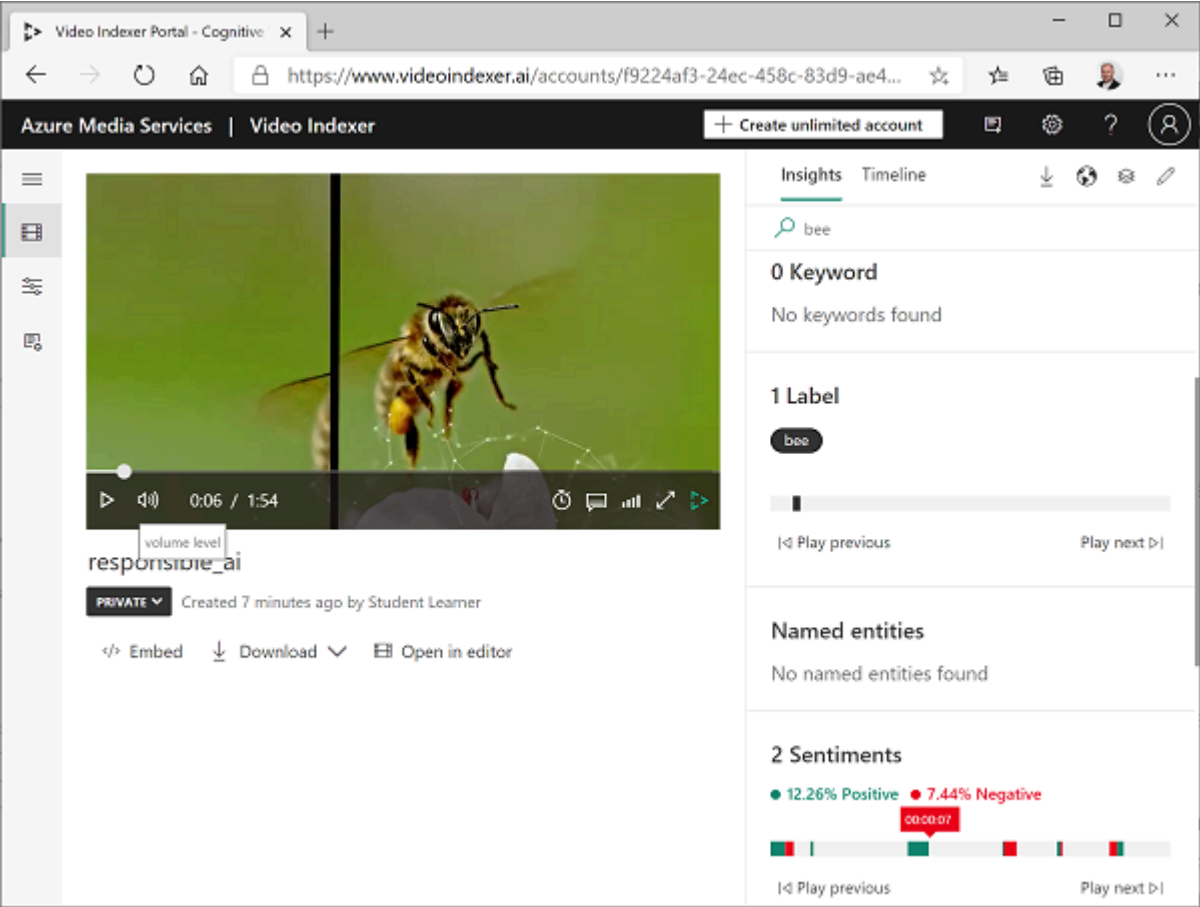 Video Indexer Portal - Cognitive
https://www.videoindexer.ai/accounts/f9224af3-24ec-458c-83d9-ae4...
Azure Media Services | Video Indexer
+ Create unlimited account
?
Insights Timeline
bee
0 Keyword
No keywords found
1 Label
bee
Play previous Play next
0:06 / 1:54
volume level
responsible_ai
PRIVATE
Created 7 minutes ago by Student Learner
</> Embed Download Open in editor
Named entities
No named entities found
2 Sentiments
12.26% Positive 7.44% Negative
00:00:07
Play previous Play next